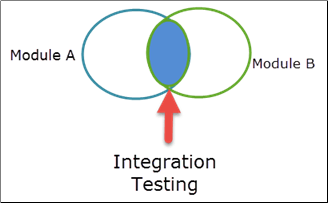 Module A
Module B
Integration
Testing